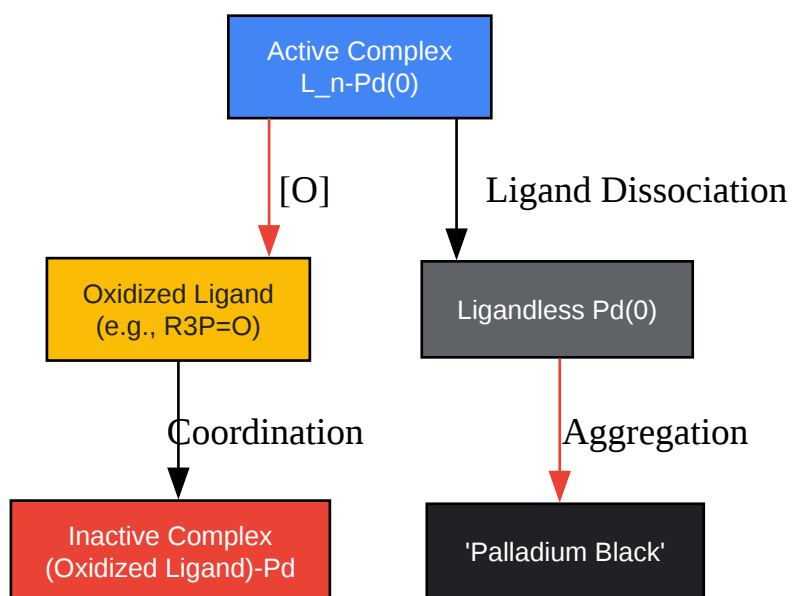 Active Complex
L_n-Pd(0)
[O]
Ligand Dissociation
Oxidized Ligand
(e.g., R3P=O)
Ligandless Pd(0)
Coordination
Aggregation
Inactive Complex
(Oxidized Ligand)-Pd
'Palladium Black'